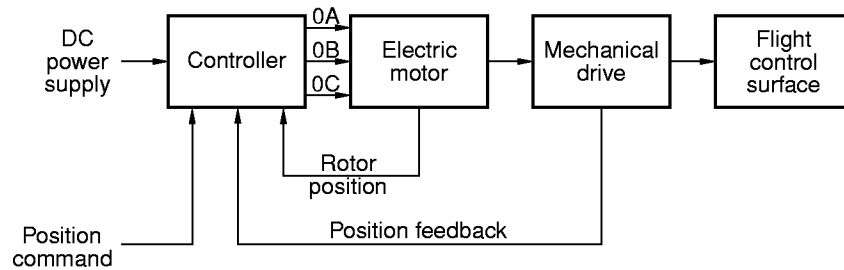 DC
power
supply
Controller
0A
0B
0C
Electric
motor
Mechanical
drive
Flight
control
surface
Rotor
position
Position feedback
Position
command